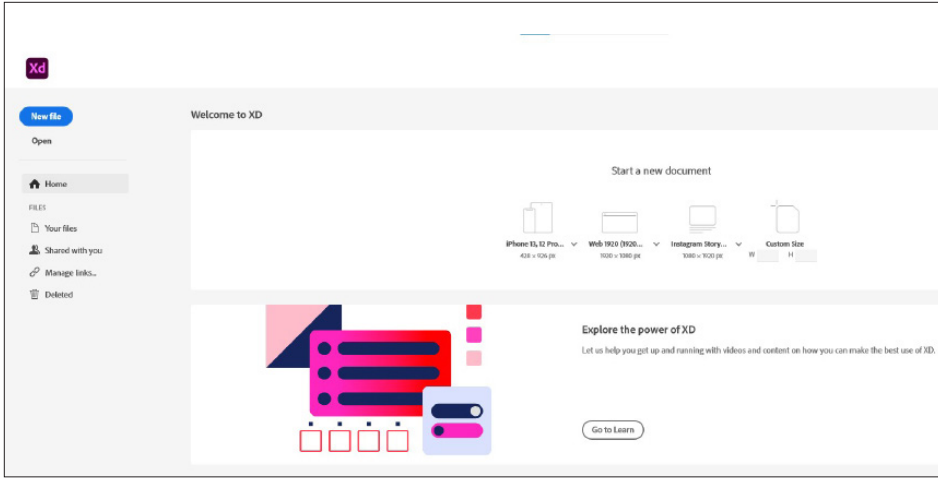 Xd
New file
Open
Home
FILES
Your files
Shared with you
Manage links...
Deleted
Welcome to XD
Start a new document
iPhone 13, 12 Pro...
428 × 926 px
Web 1920 (1920...
1920 × 1080 px
Instagram Story...
1080 × 1920 px
Custom Size
W H
Explore the power of XD
Let us help you get up and running with videos and content on how you can make the best use of XD.
Go to Learn